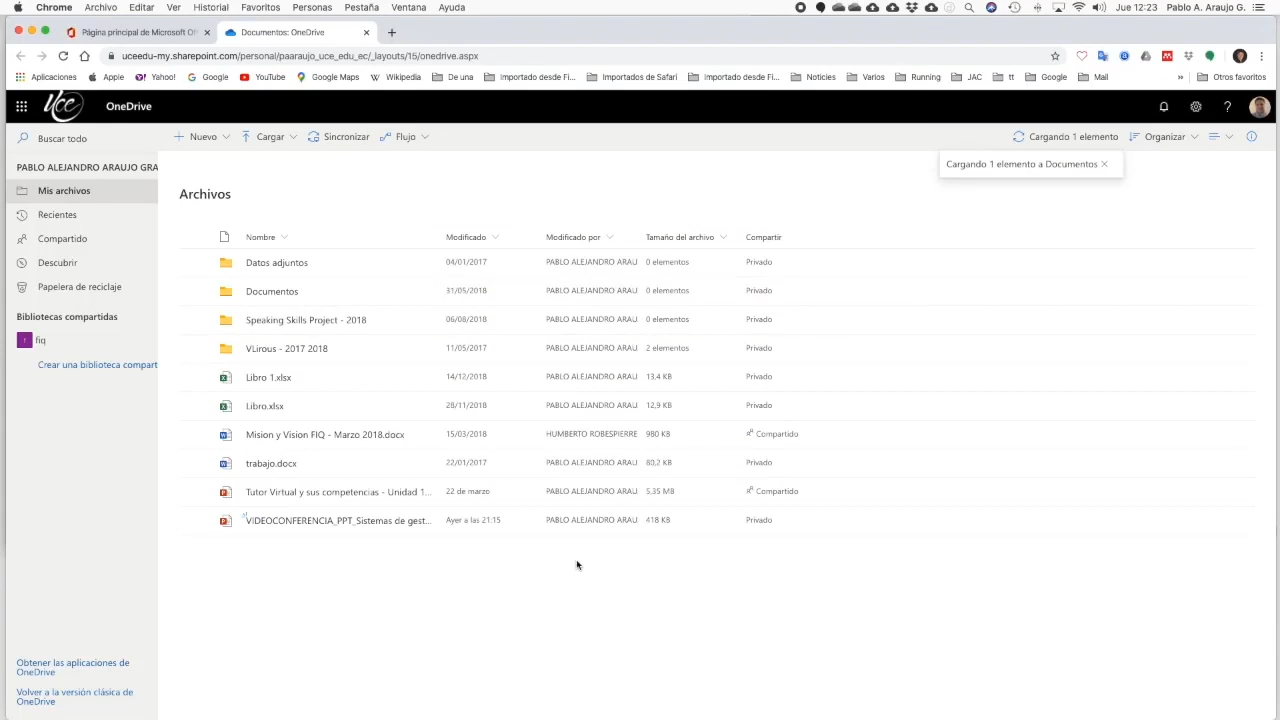 Chrome Archivo Editar Ver Historial Favoritos Personas Pestaña Ventana Ayuda Jue 12:23 Pablo A. Araujo G.
Página principal de Microsoft Of Documentos: OneDrive
uceedu-my.sharepoint.com/personal/paaraujo_uce_edu_ec/_layouts/15/onedrive.aspx
Aplicaciones Apple Yahoo! Google YouTube Google Maps Wikipedia De una Importado desde Fi... Importados de Safari Importado desde Fi... Noticies Varios Running JAC tt Google Mail » Otros favoritos
UCC OneDrive ?
Buscar todo Nuevo Cargar Sincronizar Flujo Cargando 1 elemento Organizar
Cargando 1 elemento a Documentos
PABLO ALEJANDRO ARAUJO GRA
Mis archivos
Recientes
Compartido
Descubrir
Papelera de reciclaje
Bibliotecas compartidas
f fiq
Crear una biblioteca compart
Obtener las aplicaciones de
OneDrive
Volver a la versión clásica de
OneDrive
Archivos
Nombre Modificado Modificado por Tamaño del archivo Compartir
Datos adjuntos 04/01/2017 PABLO ALEJANDRO ARAU 0 elementos Privado
Documentos 31/05/2018 PABLO ALEJANDRO ARAU 0 elementos Privado
Speaking Skills Project - 2018 06/08/2018 PABLO ALEJANDRO ARAU 0 elementos Privado
VLirous - 2017 2018 11/05/2017 PABLO ALEJANDRO ARAU 2 elementos Privado
Libro 1.xlsx 14/12/2018 PABLO ALEJANDRO ARAU 13,4 KB Privado
Libro.xlsx 28/11/2018 PABLO ALEJANDRO ARAU 12,9 KB Privado
Mision y Vision FIQ - Marzo 2018.docx 15/03/2018 HUMBERTO ROBESPIERRE 980 KB Compartido
trabajo.docx 22/01/2017 PABLO ALEJANDRO ARAU 80,2 KB Privado
Tutor Virtual y sus competencias - Unidad 1... 22 de marzo PABLO ALEJANDRO ARAU 5,35 MB Compartido
VIDEOCONFERENCIA_PPT_Sistemas de gest... Ayer a las 21:15 PABLO ALEJANDRO ARAU 418 KB Privado